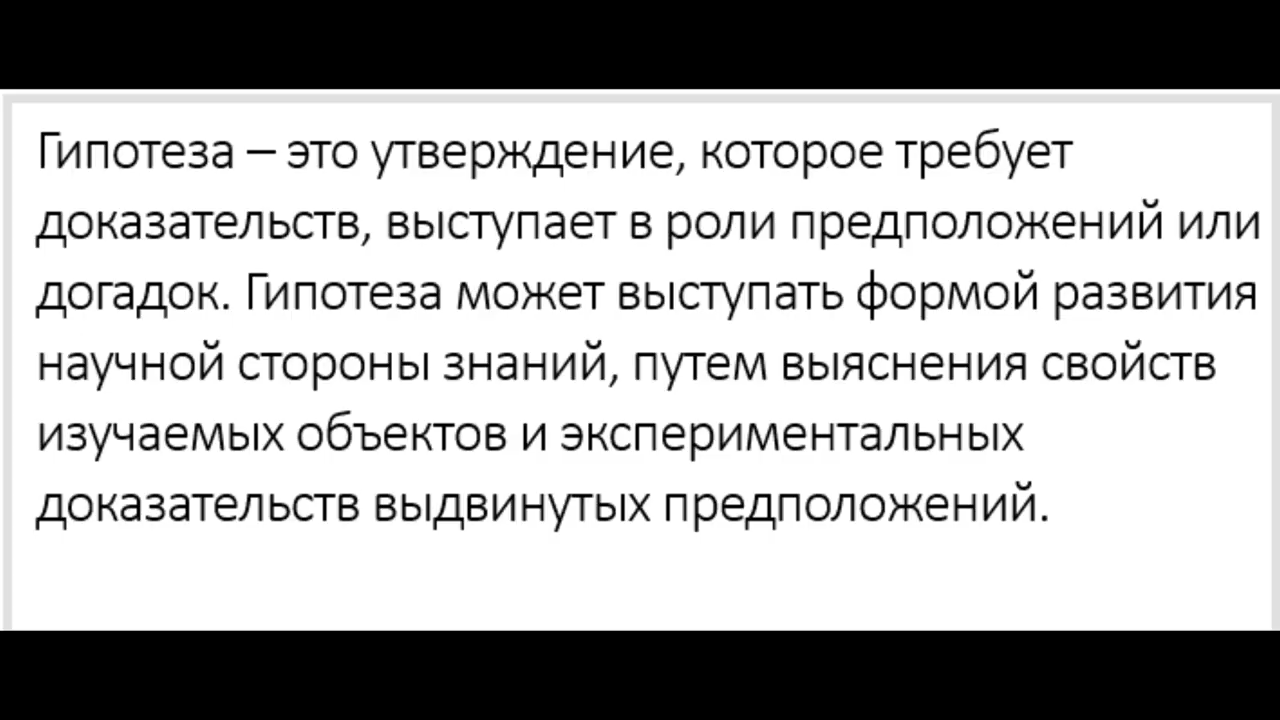 Гипотеза – это утверждение, которое требует
доказательств, выступает в роли предположений или
догадок. Гипотеза может выступать формой развития
научной стороны знаний, путем выяснения свойств
изучаемых объектов и экспериментальных
доказательств выдвинутых предположений.